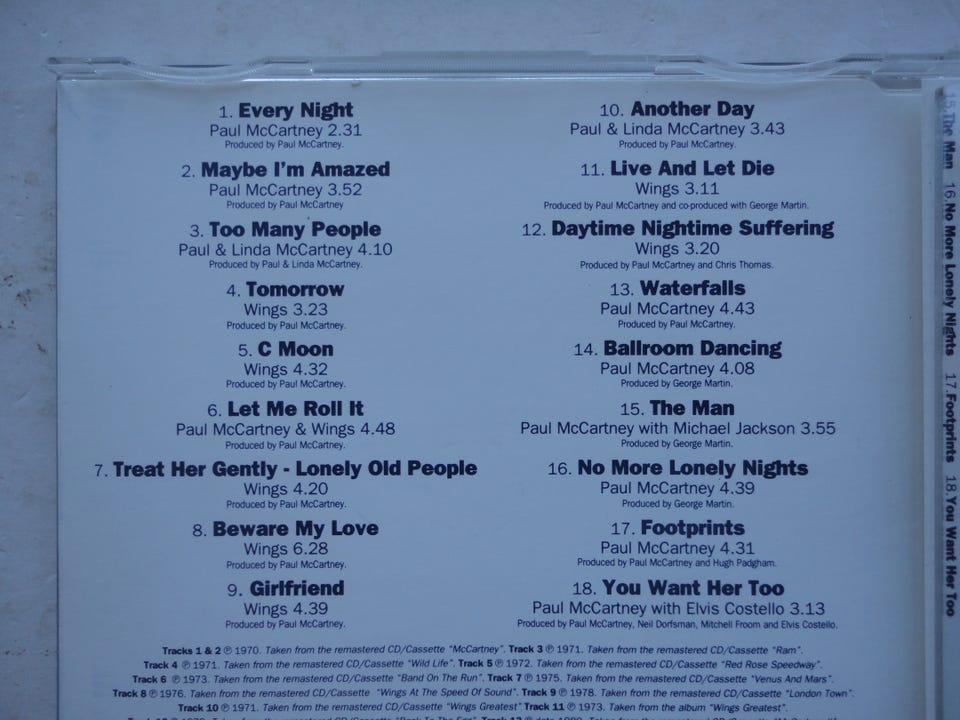 1. Every Night
Paul McCartney 2.31
Produced by Paul McCartney.
2. Maybe I'm Amazed
Paul McCartney 3.52
Produced by Paul McCartney
3. Too Many People
Paul & Linda McCartney 4.10
Produced by Paul & Linda McCartney.
4. Tomorrow
Wings 3.23
Produced by Paul McCartney.
5. C Moon
Wings 4.32
Produced by Paul McCartney.
6. Let Me Roll It
Paul McCartney & Wings 4.48
Produced by Paul McCartney.
7. Treat Her Gently - Lonely Old People
Wings 4.20
Produced by Paul McCartney.
8. Beware My Love
Wings 6.28
Produced by Paul McCartney.
9. Girlfriend
Wings 4.39
Produced by Paul McCartney.
10. Another Day
Paul & Linda McCartney 3.43
Produced by Paul McCartney.
11. Live And Let Die
Wings 3.11
Produced by Paul McCartney and co-produced with George Martin.
12. Daytime Nightime Suffering
Wings 3.20
Produced by Paul McCartney and Chris Thomas.
13. Waterfalls
Paul McCartney 4.43
Produced by Paul McCartney.
14. Ballroom Dancing
Paul McCartney 4.08
Produced by George Martin.
15. The Man
Paul McCartney with Michael Jackson 3.55
Produced by George Martin.
16. No More Lonely Nights
Paul McCartney 4.39
Produced by George Martin.
17. Footprints
Paul McCartney 4.31
Produced by Paul McCartney and Hugh Padgham.
18. You Want Her Too
Paul McCartney with Elvis Costello 3.13
Produced by Paul McCartney, Neil Dorfsman, Mitchell Froom and Elvis Costello.
Tracks 1 & 2 ℗ 1970. Taken from the remastered CD/Cassette "McCartney". Track 3 ℗ 1971. Taken from the remastered CD/Cassette "Ram".
Track 4 ℗ 1971. Taken from the remastered CD/Cassette "Wild Life". Track 5 ℗ 1972. Taken from the remastered CD/Cassette "Red Rose Speedway".
Track 6 ℗ 1973. Taken from the remastered CD/Cassette "Band On The Run". Track 7 ℗ 1975. Taken from the remastered CD/Cassette "Venus And Mars".
Track 8 ℗ 1976. Taken from the remastered CD/Cassette "Wings At The Speed Of Sound". Track 9 ℗ 1978. Taken from the remastered CD/Cassette "London Town".
Track 10 ℗ 1971. Taken from the remastered CD/Cassette "Wings Greatest" Track 11 ℗ 1973. Taken from the album "Wings Greatest".
15. The Man 16. No More Lonely Nights 17. Footprints 18. You Want Her Too